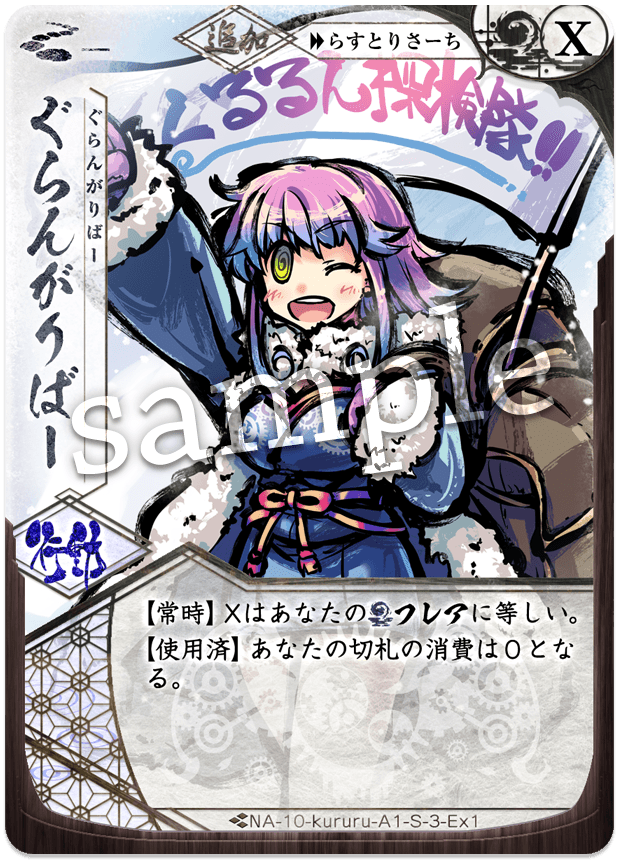 追加
らすとりさーち
X
くるるん探検隊!!
ぐらんがりばー
ぐらんがりばー
sample
行動
【常時】Xはあなたのフレアに等しい。
【使用済】あなたの切札の消費は0とな
る。
NA-10-kururu-A1-S-3-Ex1